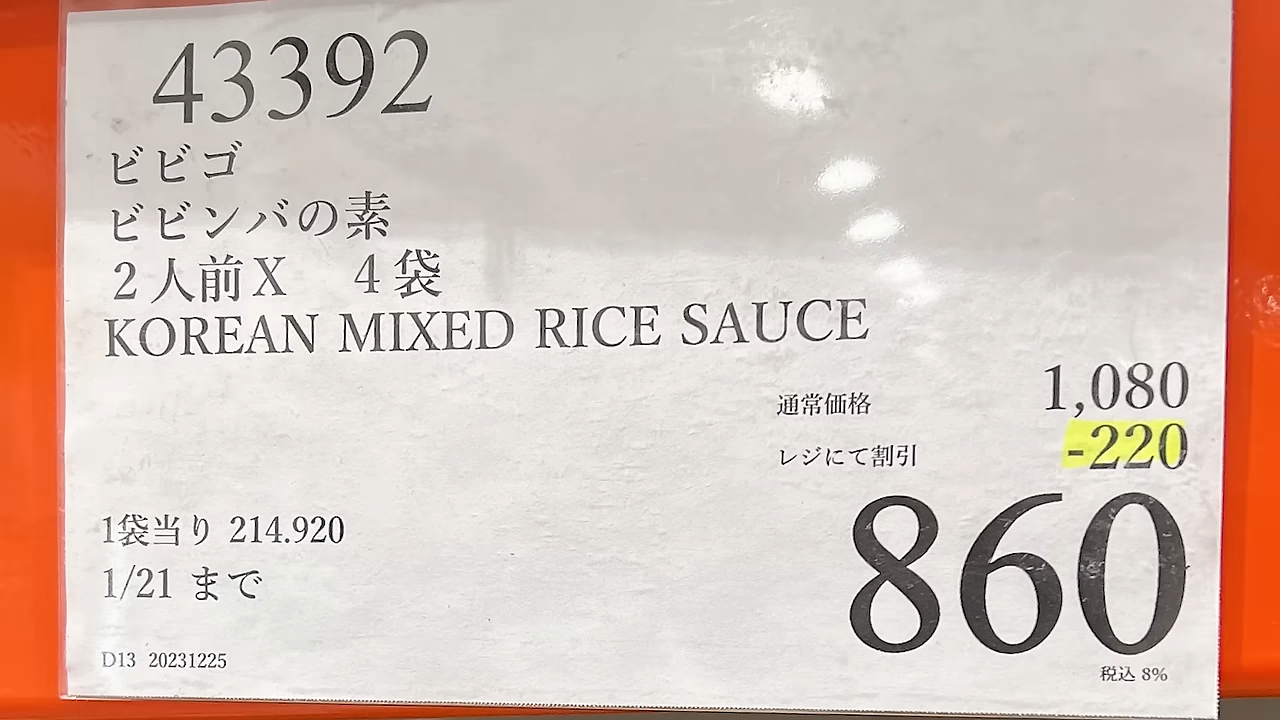 43392
ビビゴ
ビビンバの素
２人前Ｘ　４袋
KOREAN MIXED RICE SAUCE
通常価格 1,080
レジにて割引 -220
860
1袋当り 214.920
1/21 まで
税込 8%
D13 20231225